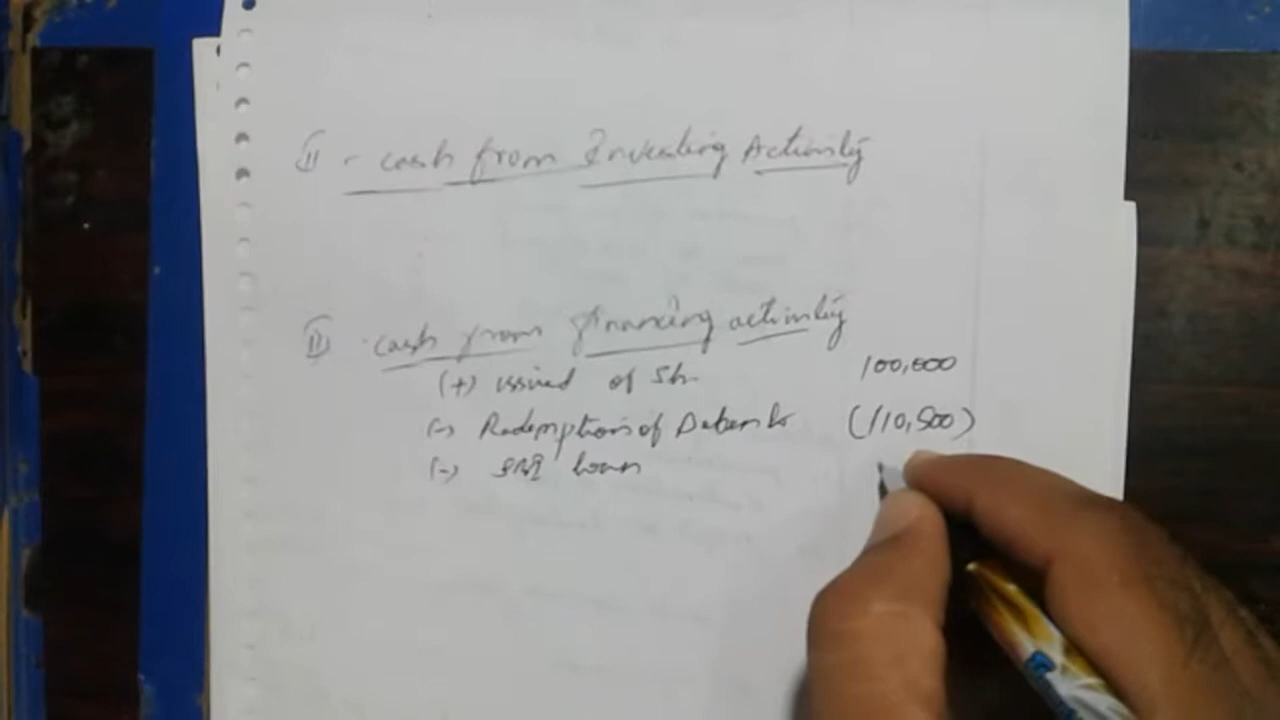 II - cash from Investing Activity
III cash from financing activity
(+) issued of Sh. 100,000
(-) Redemption of Debent (110,500)
(-) loan